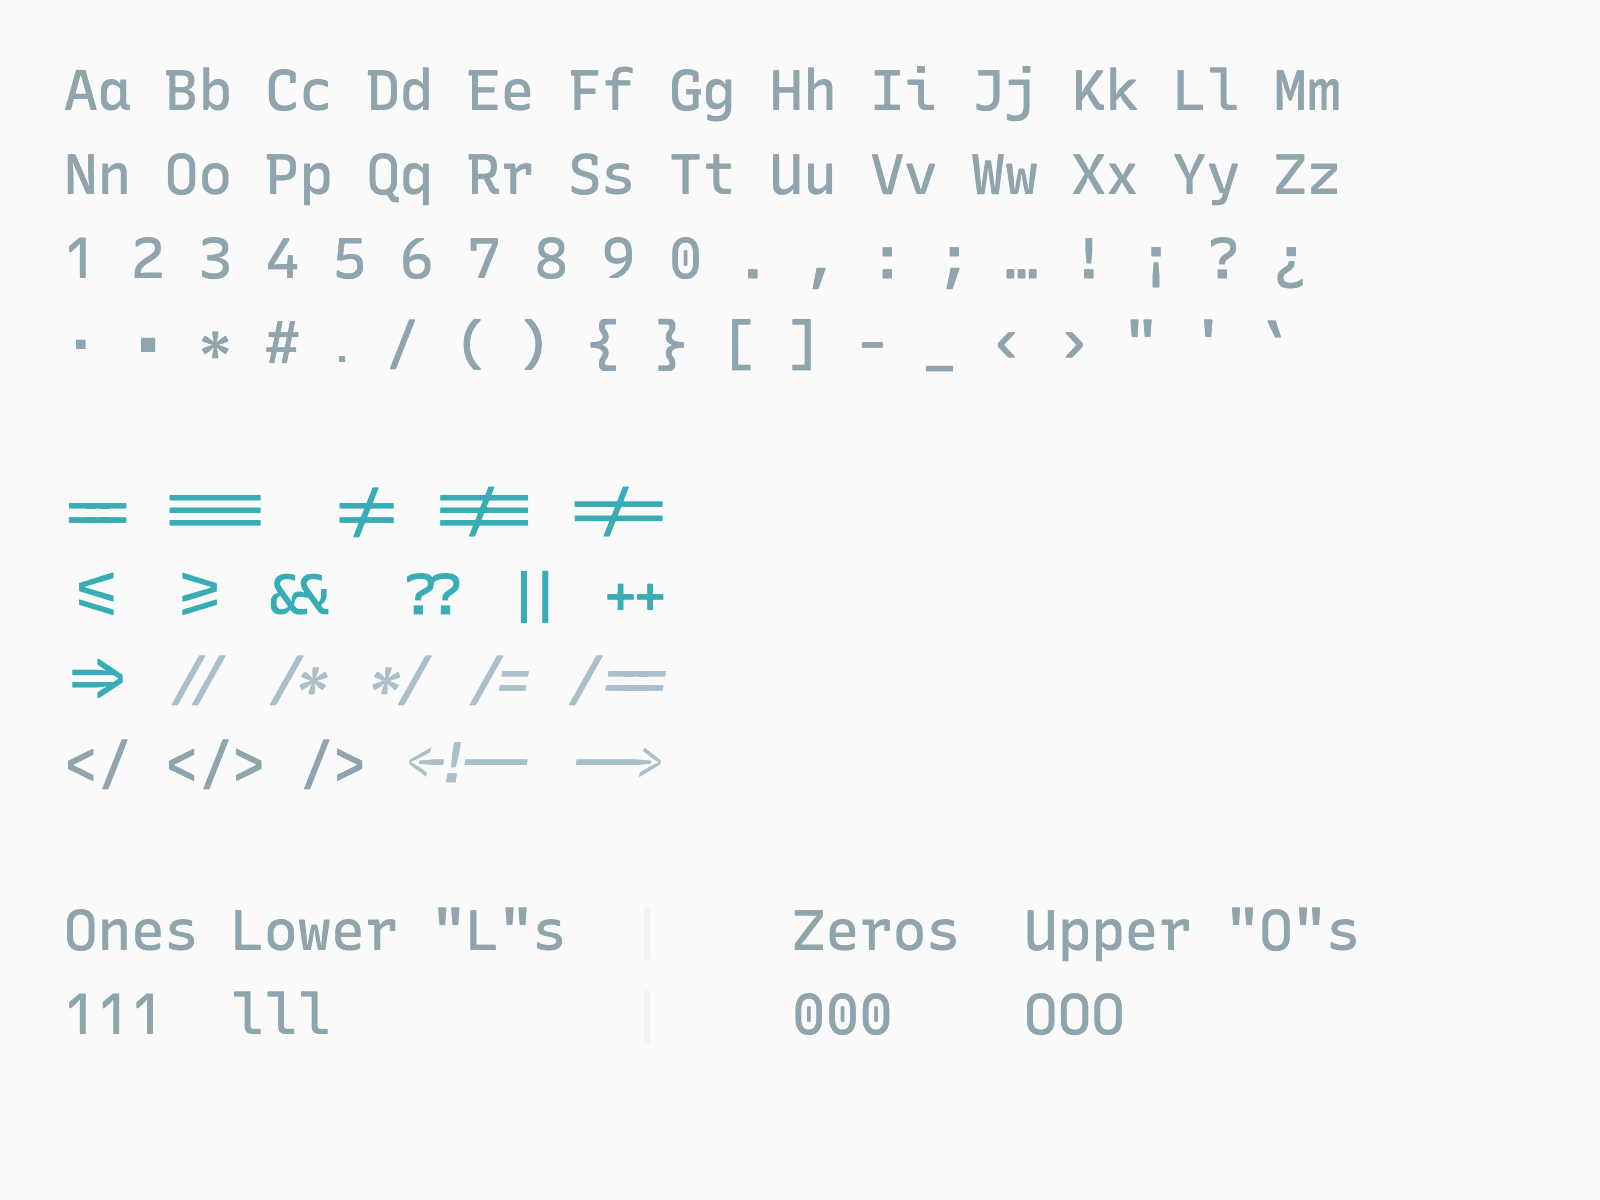 Aa Bb Cc Dd Ee Ff Gg Hh Ii Jj Kk Ll Mm
Nn Oo Pp Qq Rr Ss Tt Uu Vv Ww Xx Yy Zz
1 2 3 4 5 6 7 8 9 0 . , : ; … ! ¡ ? ¿
· ▪ * # . / ( ) { } [ ] - _ ‹ › " ' `
== === != !== =/=
<= >= && ?? || ++
=> // /* */ /= /==
</ </> /> <!-- -->
Ones Lower "L"s | Zeros Upper "O"s
111 lll | 000 OOO